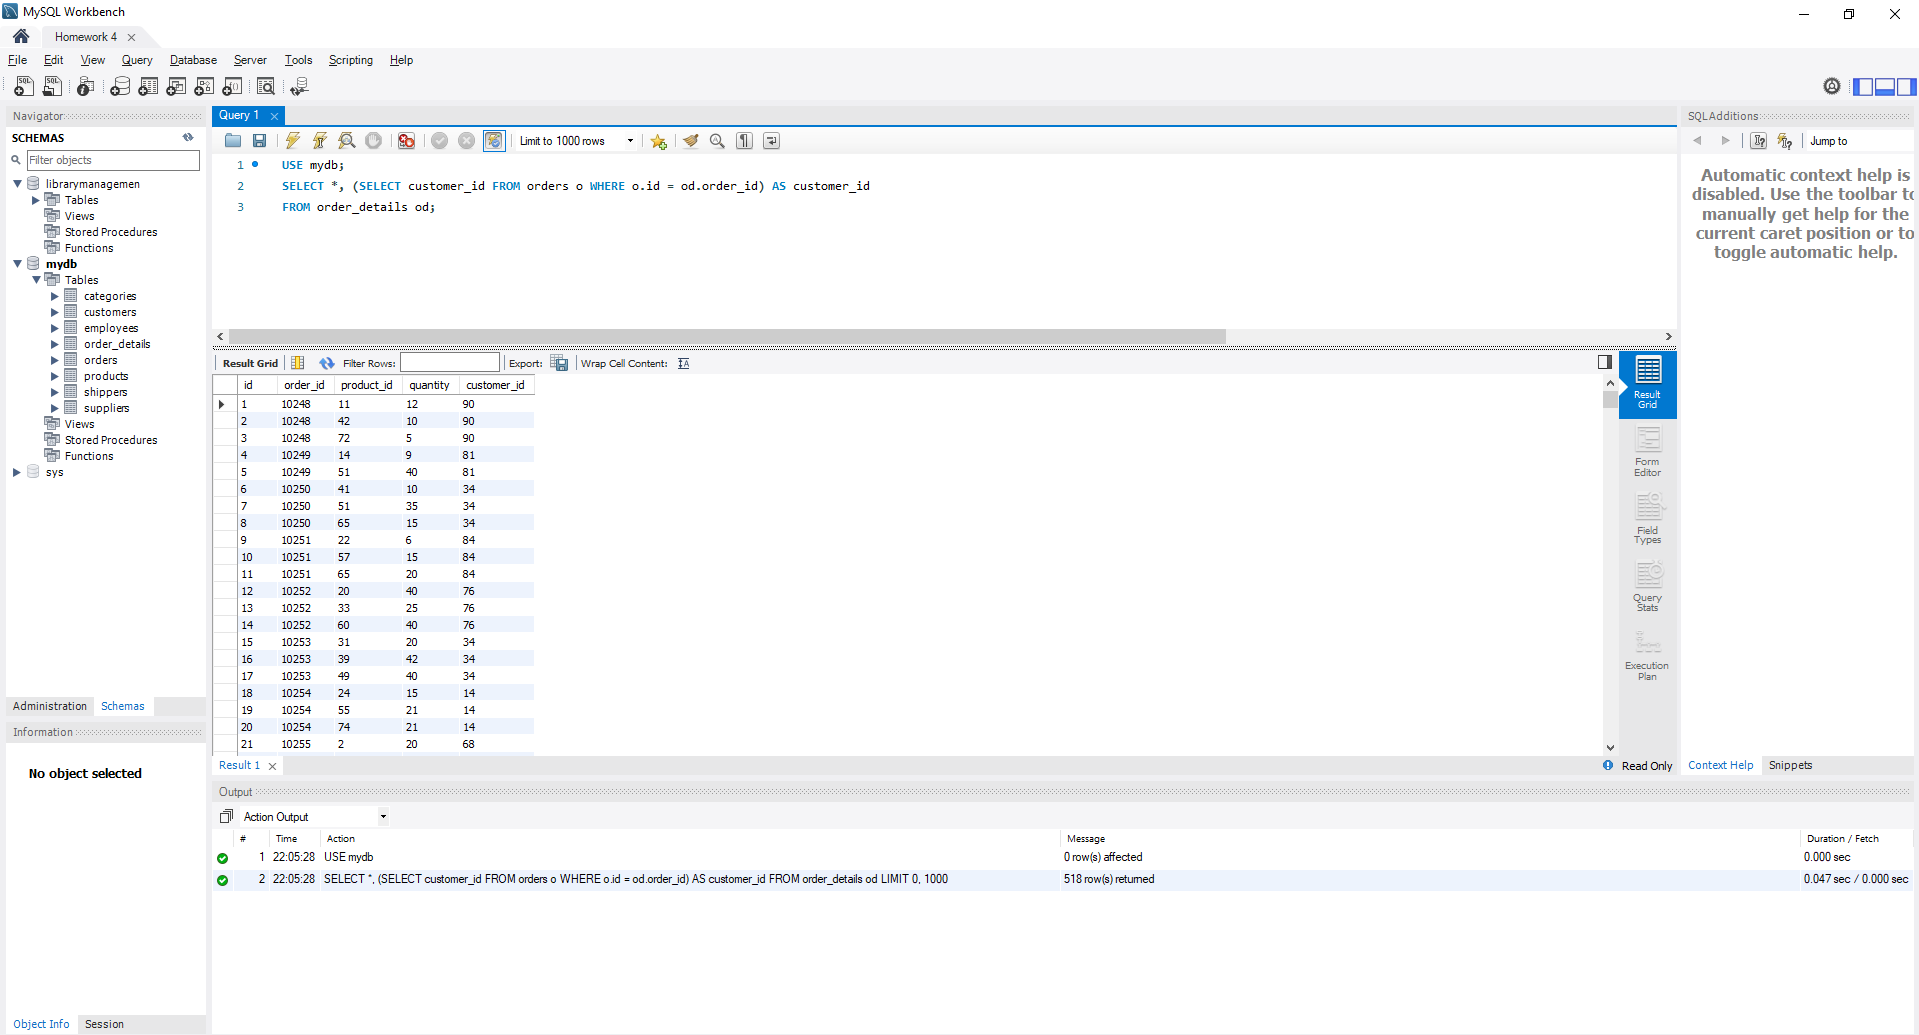 MySQL Workbench
Homework 4
File Edit View Query Database Server Tools Scripting Help
Navigator
SCHEMAS
Filter objects
librarymanagemen
Tables
Views
Stored Procedures
Functions
mydb
Tables
categories
customers
employees
order_details
orders
products
shippers
suppliers
Views
Stored Procedures
Functions
sys
Administration Schemas
Information
No object selected
Object Info Session
Query 1
Limit to 1000 rows
1 USE mydb;
2 SELECT *, (SELECT customer_id FROM orders o WHERE o.id = od.order_id) AS customer_id
3 FROM order_details od;
Result Grid Filter Rows: Export: Wrap Cell Content:
id order_id product_id quantity customer_id
1 10248 11 12 90
2 10248 42 10 90
3 10248 72 5 90
4 10249 14 9 81
5 10249 51 40 81
6 10250 41 10 34
7 10250 51 35 34
8 10250 65 15 34
9 10251 22 6 84
10 10251 57 15 84
11 10251 65 20 84
12 10252 20 40 76
13 10252 33 25 76
14 10252 60 40 76
15 10253 31 20 34
16 10253 39 42 34
17 10253 49 40 34
18 10254 24 15 14
19 10254 55 21 14
20 10254 74 21 14
21 10255 2 20 68
Result
Grid
Form
Editor
Field
Types
Query
Stats
Execution
Plan
Result 1
Read Only
SQLAdditions
Jump to
Automatic context help is
disabled. Use the toolbar to
manually get help for the
current caret position or to
toggle automatic help.
Context Help Snippets
Output
Action Output
# Time Action Message Duration / Fetch
1 22:05:28 USE mydb 0 row(s) affected 0.000 sec
2 22:05:28 SELECT *, (SELECT customer_id FROM orders o WHERE o.id = od.order_id) AS customer_id FROM order_details od LIMIT 0, 1000 518 row(s) returned 0.047 sec / 0.000 sec